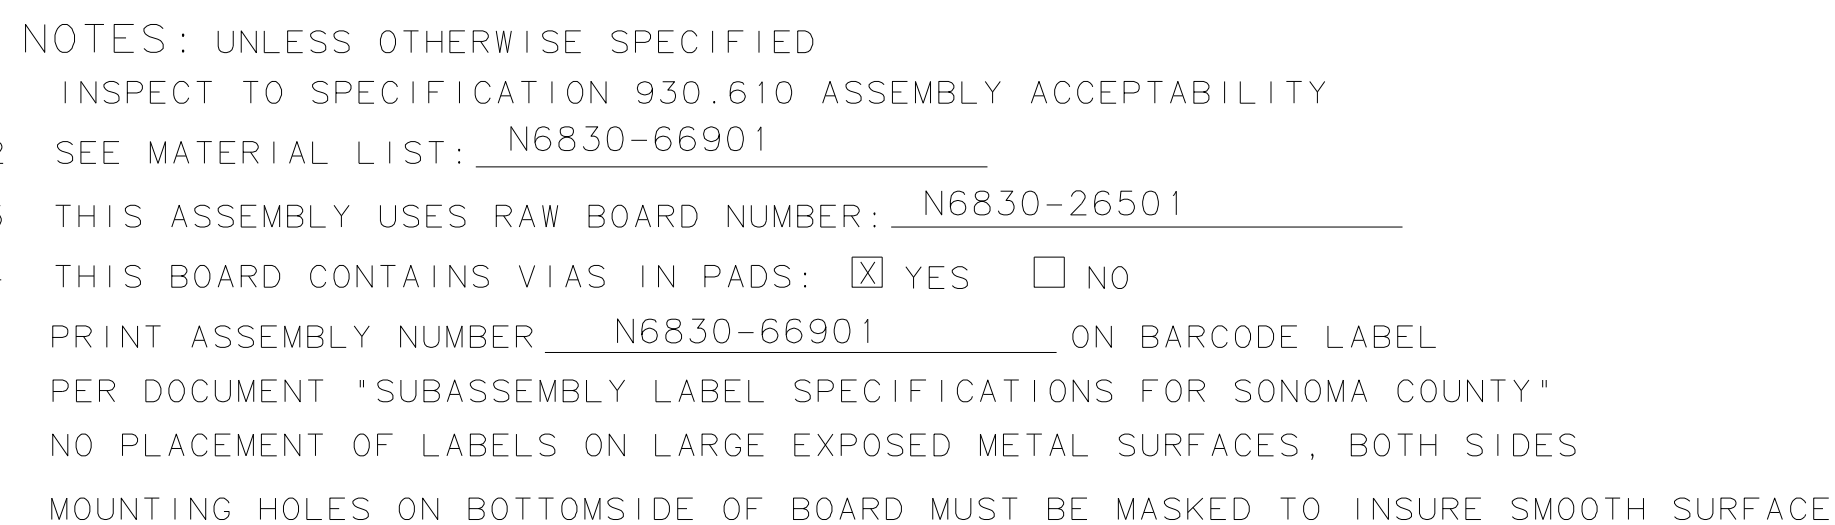 NOTES: UNLESS OTHERWISE SPECIFIED
INSPECT TO SPECIFICATION 930.610 ASSEMBLY ACCEPTABILITY
SEE MATERIAL LIST: N6830-66901
THIS ASSEMBLY USES RAW BOARD NUMBER: N6830-26501
THIS BOARD CONTAINS VIAS IN PADS: X YES NO
PRINT ASSEMBLY NUMBER N6830-66901 ON BARCODE LABEL
PER DOCUMENT "SUBASSEMBLY LABEL SPECIFICATIONS FOR SONOMA COUNTY"
NO PLACEMENT OF LABELS ON LARGE EXPOSED METAL SURFACES, BOTH SIDES
MOUNTING HOLES ON BOTTOMSIDE OF BOARD MUST BE MASKED TO INSURE SMOOTH SURFACE